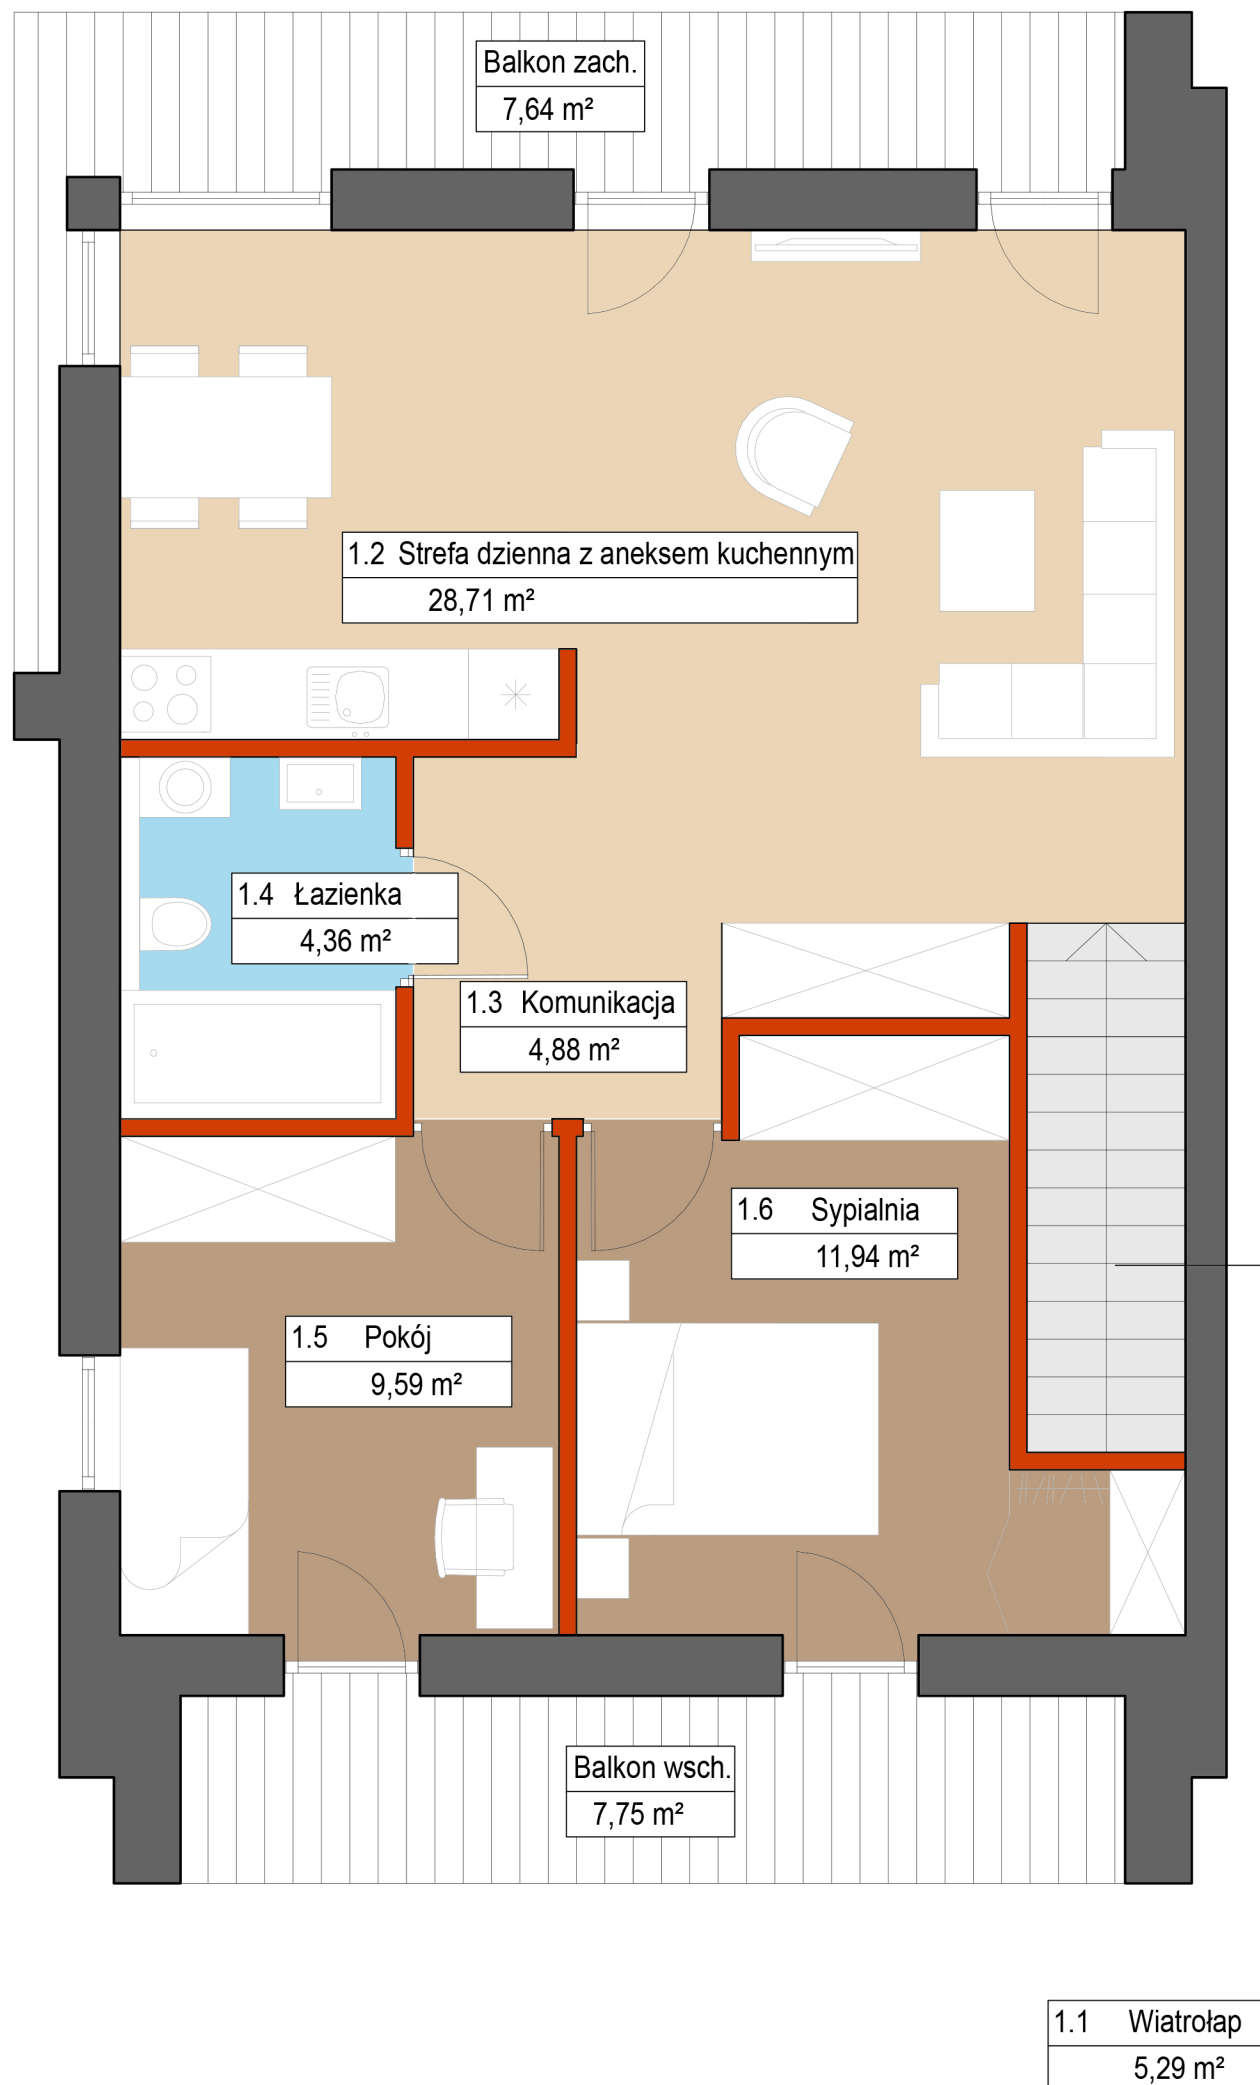 Balkon zach.
7,64 m²
1.2 Strefa dzienna z aneksem kuchennym
28,71 m²
1.4 Łazienka
4,36 m²
1.3 Komunikacja
4,88 m²
1.6 Sypialnia
11,94 m²
1.5 Pokój
9,59 m²
Balkon wsch.
7,75 m²
1.1 Wiatrołap
5,29 m²